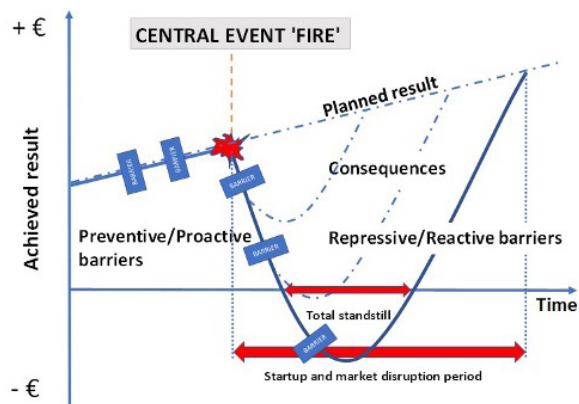 + €
CENTRAL EVENT 'FIRE'
Planned result
BARRIER
BARRIER
BARRIER
Consequences
Achieved result
Preventive/Proactive
barriers
Repressive/Reactive barriers
BARRIER
Time
Total standstill
BARRIER
Startup and market disruption period
- €